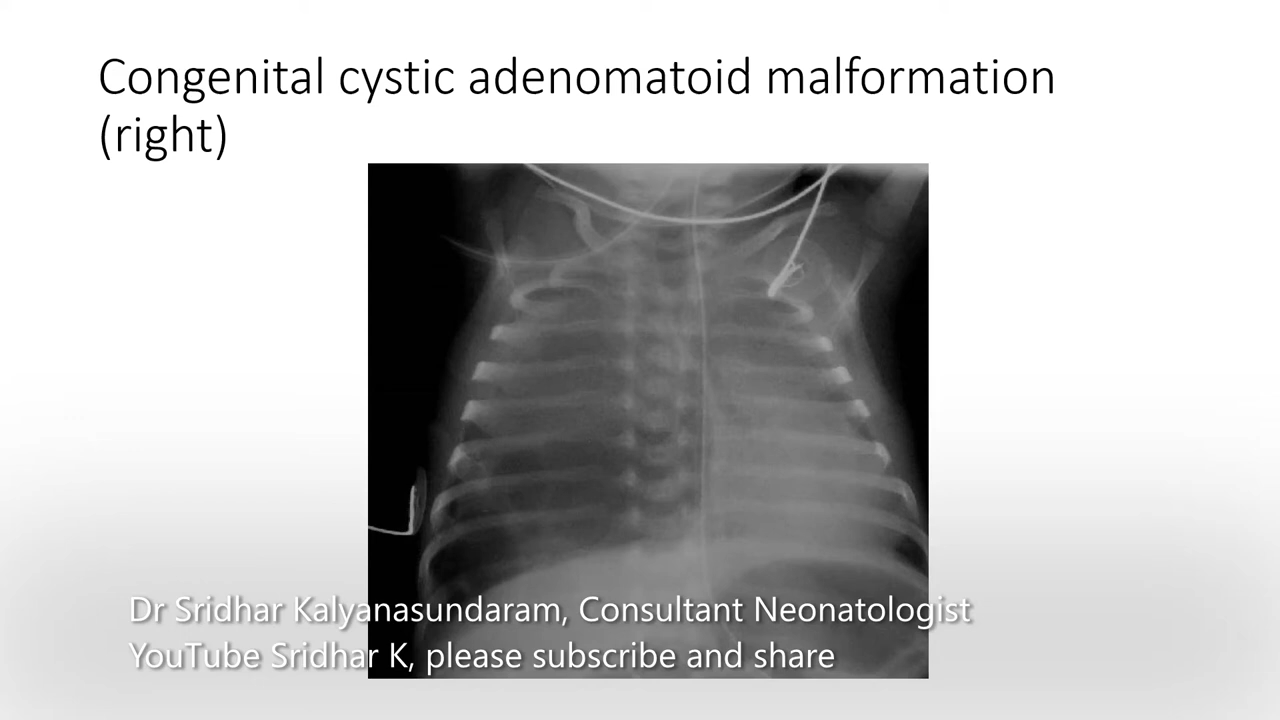 Congenital cystic adenomatoid malformation
(right)
Dr Sridhar Kalyanasundaram, Consultant Neonatologist
YouTube Sridhar K, please subscribe and share